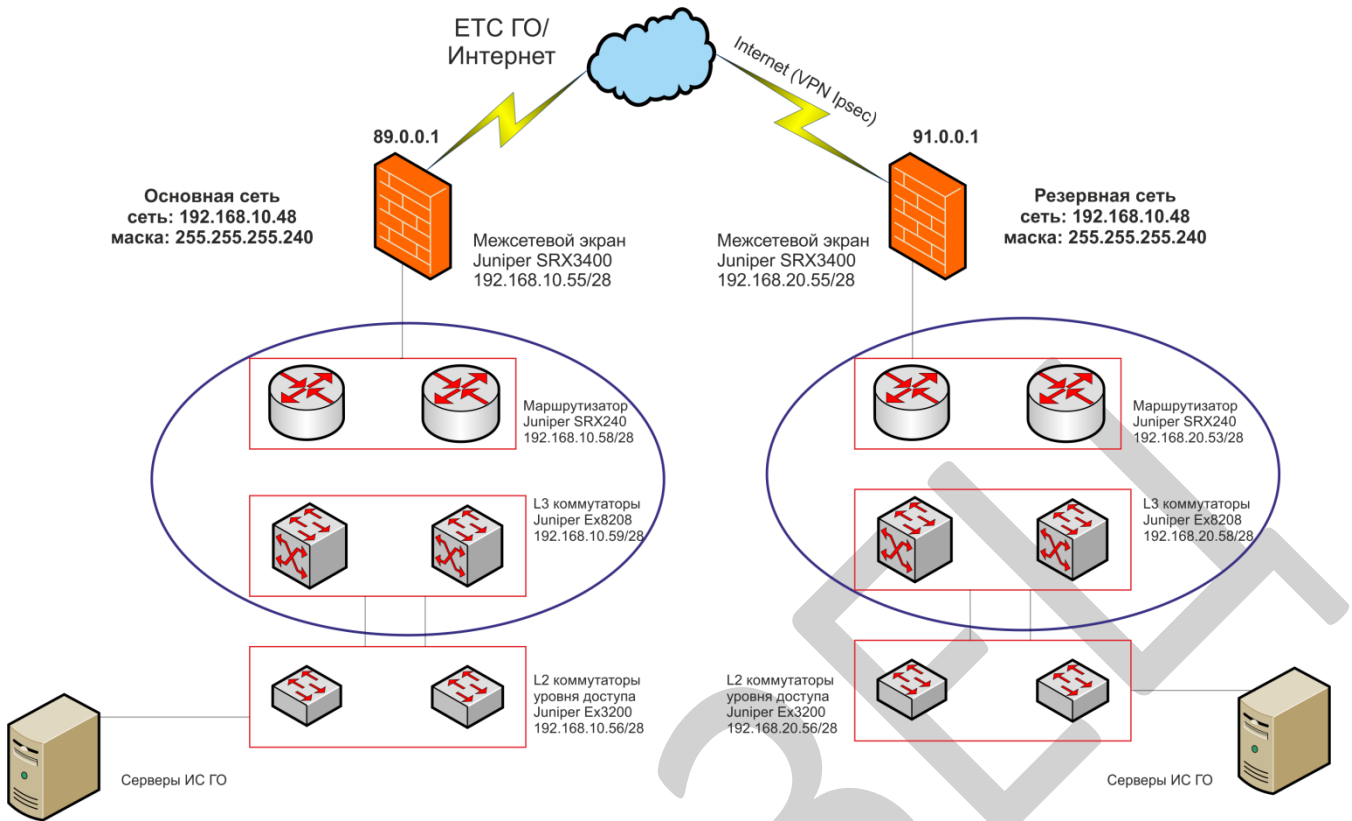 ЕТС ГО/
Интернет
Internet (VPN Ipsec)
89.0.0.1
91.0.0.1
Основная сеть
сеть: 192.168.10.48
маска: 255.255.255.240
Резервная сеть
сеть: 192.168.10.48
маска: 255.255.255.240
Межсетевой экран
Juniper SRX3400
192.168.10.55/28
Межсетевой экран
Juniper SRX3400
192.168.20.55/28
Маршрутизатор
Juniper SRX240
192.168.10.58/28
Маршрутизатор
Juniper SRX240
192.168.20.53/28
L3 коммутаторы
Juniper Ex8208
192.168.10.59/28
L3 коммутаторы
Juniper Ex8208
192.168.20.58/28
L2 коммутаторы
уровня доступа
Juniper Ex3200
192.168.10.56/28
L2 коммутаторы
уровня доступа
Juniper Ex3200
192.168.20.56/28
Серверы ИС ГО
Серверы ИС ГО